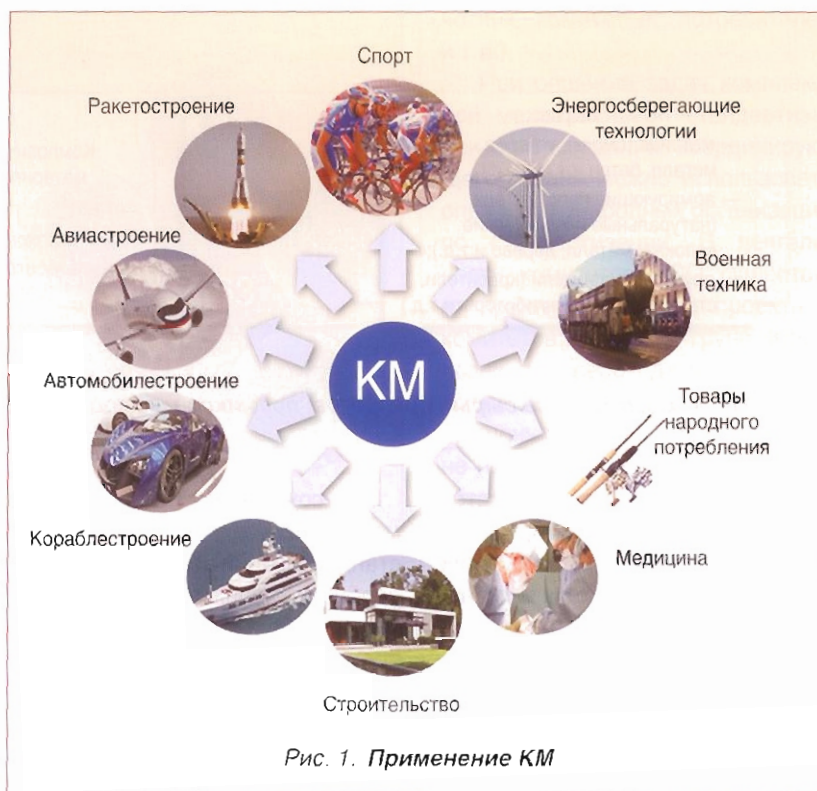 Спорт
Ракетостроение
Энергосберегающие
технологии
Авиастроение
Военная
техника
Автомобилестроение
КМ
Товары
народного
потребления
Кораблестроение
Медицина
Строительство
Рис. 1. Применение КМ